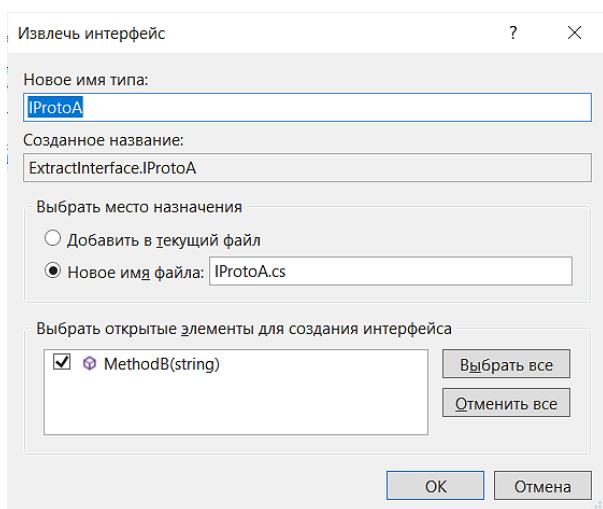 Извлечь интерфейс ?
Новое имя типа:
IProtoA
Созданное название:
ExtractInterface.IProtoA
Выбрать место назначения
Добавить в текущий файл
Новое имя файла: IProtoA.cs
Выбрать открытые элементы для создания интерфейса
MethodB(string) Выбрать все
Отменить все
OK Отмена